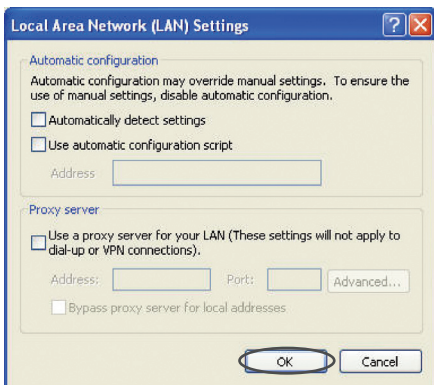 Local Area Network (LAN) Settings
Automatic configuration
Automatic configuration may override manual settings. To ensure the
use of manual settings, disable automatic configuration.
Automatically detect settings
Use automatic configuration script
Address
Proxy server
Use a proxy server for your LAN (These settings will not apply to
dial-up or VPN connections).
Address: Port: Advanced...
Bypass proxy server for local addresses
OK Cancel